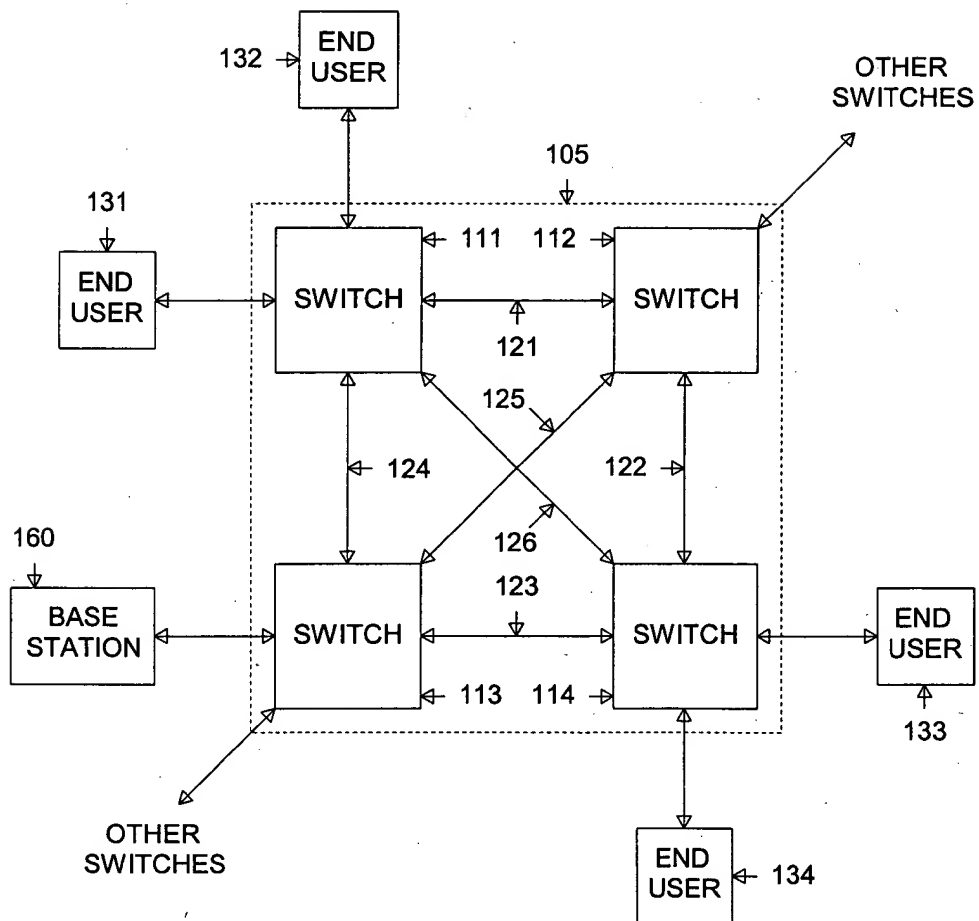 END
USER
132
OTHER
SWITCHES
105
131
END
USER
111
112
SWITCH
SWITCH
121
125
124
122
126
160
BASE
STATION
123
SWITCH
SWITCH
END
USER
113
114
133
OTHER
SWITCHES
END
USER
134